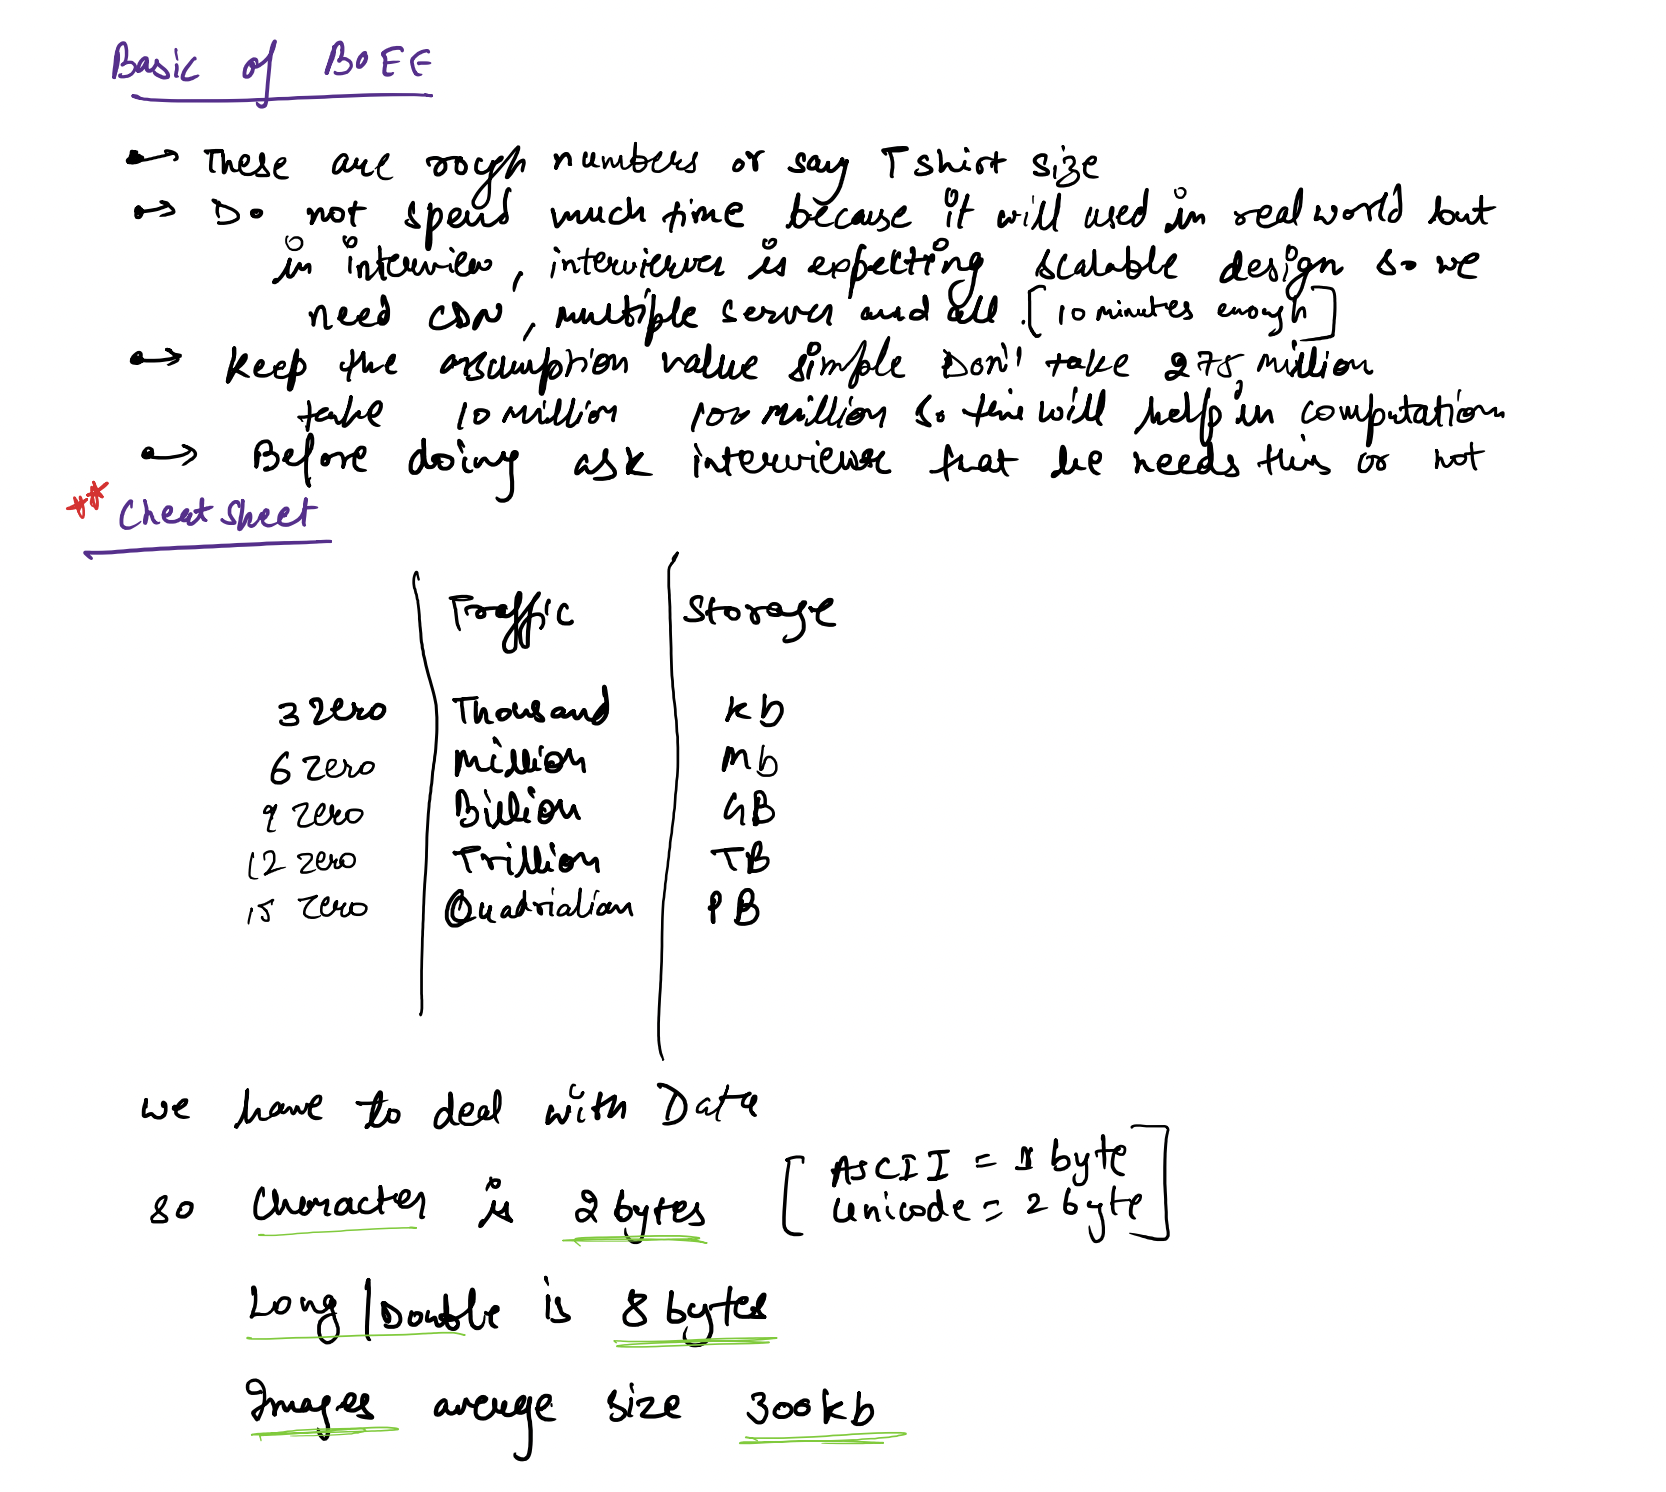 Basic of BOEE
These are rough numbers or say T shirt size
Do not spend much time because it will used in real world but
in interview, interviewer is expecting scalable design so we
need CDN, multiple server and all. [10 minutes enough]
Keep the assumption value simple Don't take 275 million
take 10 million 100 million so time will help in computation
Before doing ask interviewer that he needs this or not
** Cheat sheet
Traffic Storage
3 zero Thousand Kb
6 zero Million Mb
9 zero Billion GB
12 zero Trillion TB
15 zero Quadrialian PB
we have to deal with Data
[ASCII = 1 byte
so Character is 2 bytes
unicode = 2 byte]
Long | Double is 8 bytes
Images average size 300kb